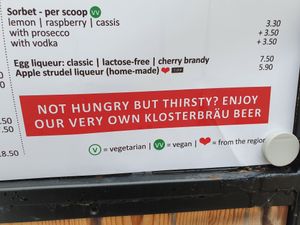 Sorbet - per scoop VV
lemon | raspberry | cassis 3.30
with prosecco + 3.50
with vodka + 3.50
Egg liqueur: classic | lactose-free | cherry brandy 7.50
Apple strudel liqueur (home-made) 5.90
NOT HUNGRY BUT THIRSTY? ENJOY
OUR VERY OWN KLOSTERBRÄU BEER
8.50
V = vegetarian | VV = vegan | = from the region